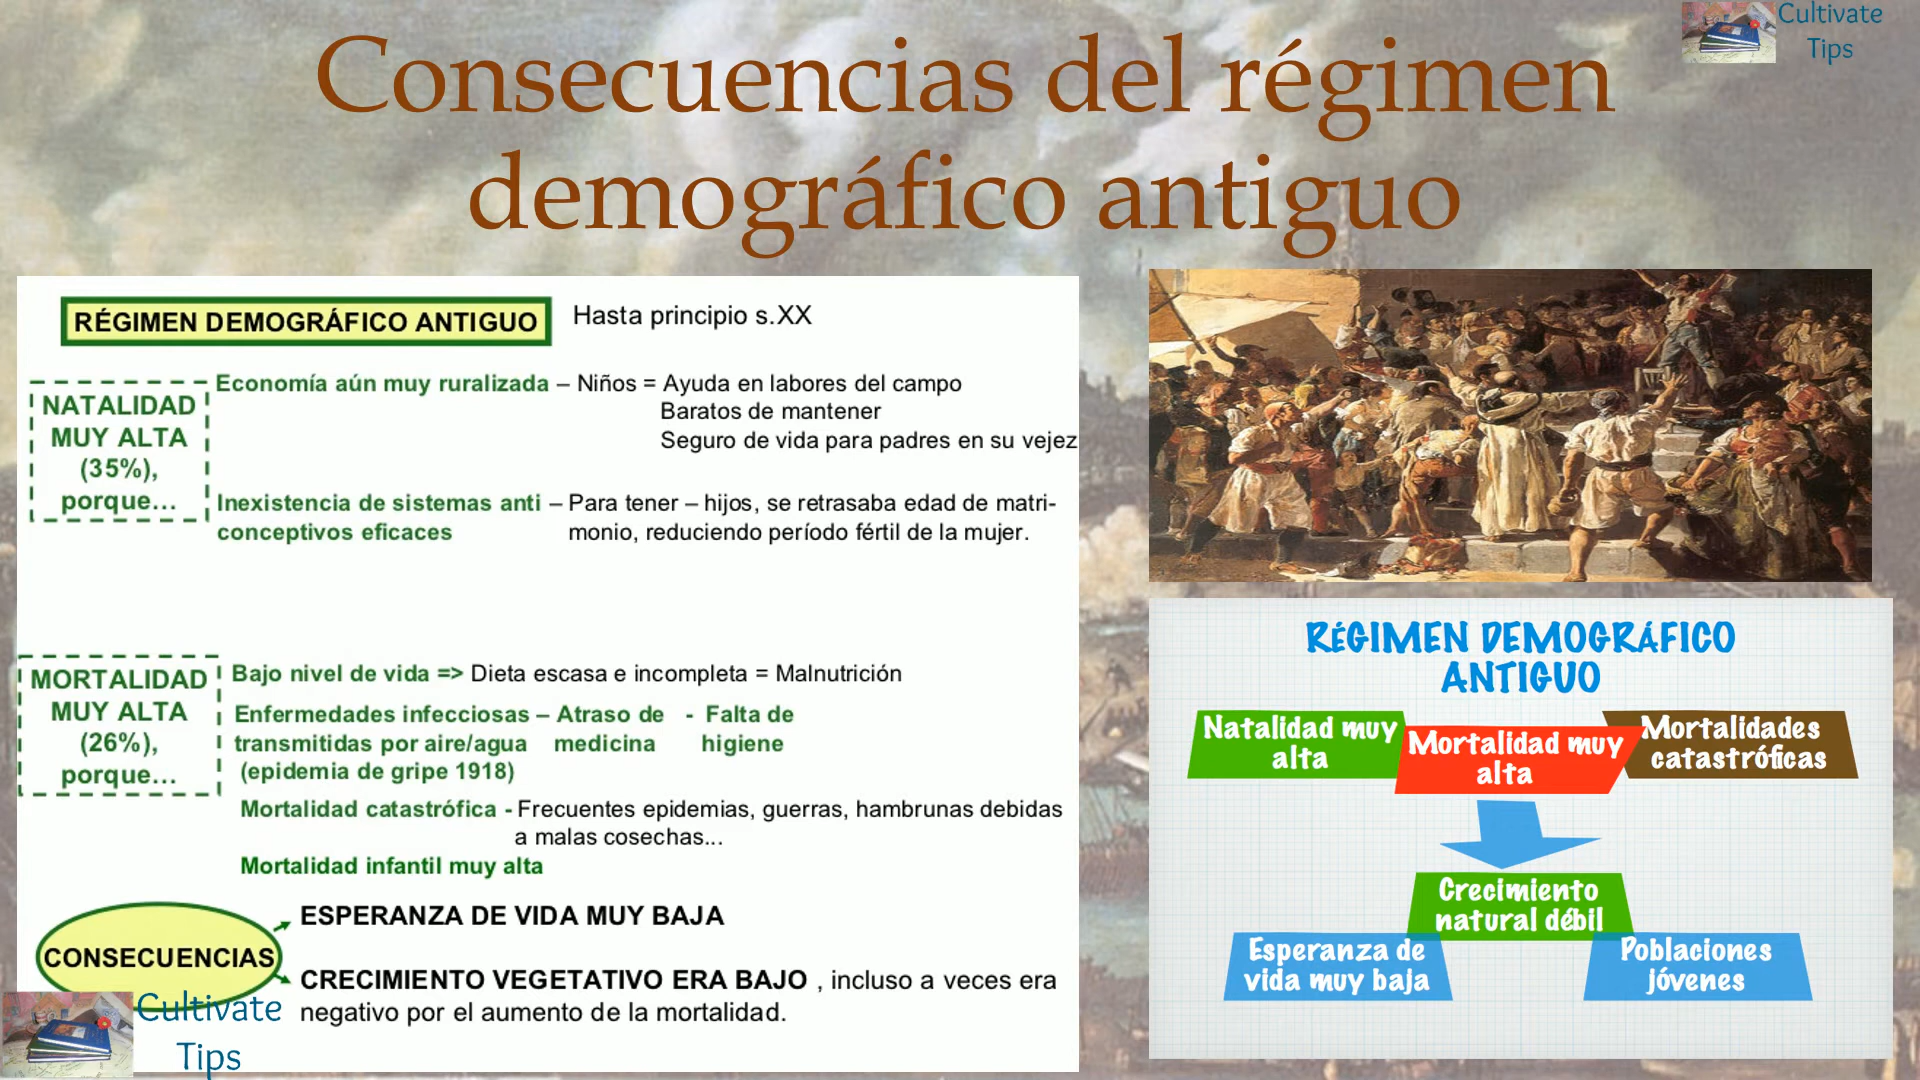 Cultivate
Tips
Consecuencias del régimen
demográfico antiguo
RÉGIMEN DEMOGRÁFICO ANTIGUO
Hasta principio s.XX
NATALIDAD
MUY ALTA
(35%),
porque...
Economía aún muy ruralizada – Niños = Ayuda en labores del campo
Baratos de mantener
Seguro de vida para padres en su vejez
Inexistencia de sistemas anti – Para tener – hijos, se retrasaba edad de matri-
conceptivos eficaces monio, reduciendo período fértil de la mujer.
MORTALIDAD
MUY ALTA
(26%),
porque...
Bajo nivel de vida => Dieta escasa e incompleta = Malnutrición
Enfermedades infecciosas – Atraso de - Falta de
transmitidas por aire/agua medicina higiene
(epidemia de gripe 1918)
Mortalidad catastrófica - Frecuentes epidemias, guerras, hambrunas debidas
a malas cosechas...
Mortalidad infantil muy alta
CONSECUENCIAS
ESPERANZA DE VIDA MUY BAJA
CRECIMIENTO VEGETATIVO ERA BAJO , incluso a veces era
negativo por el aumento de la mortalidad.
Cultivate
Tips
RÉGIMEN DEMOGRÁFICO
ANTIGUO
Natalidad muy
alta
Mortalidad muy
alta
Mortalidades
catastróficas
Crecimiento
natural débil
Esperanza de
vida muy baja
Poblaciones
jóvenes